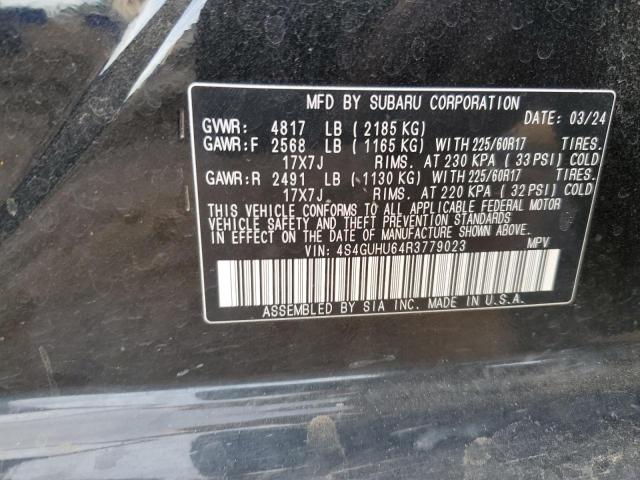 MFD BY SUBARU CORPORATION
DATE: 03/24
GVWR: 4817 LB (2185 KG)
GAWR:F 2568 LB (1165 KG) WITH 225/60R17 TIRES.
17X7J RIMS. AT 230 KPA (33 PSI) COLD
GAWR:R 2491 LB (1130 KG) WITH 225/60R17 TIRES.
17X7J RIMS. AT 220 KPA (32 PSI) COLD
THIS VEHICLE CONFORMS TO ALL APPLICABLE FEDERAL MOTOR
VEHICLE SAFETY AND THEFT PREVENTION STANDARDS
IN EFFECT ON THE DATE OF MANUFACTURE SHOWN ABOVE.
VIN: 4S4GUHU64R3779023 MPV
ASSEMBLED BY SIA INC. MADE IN U.S.A.